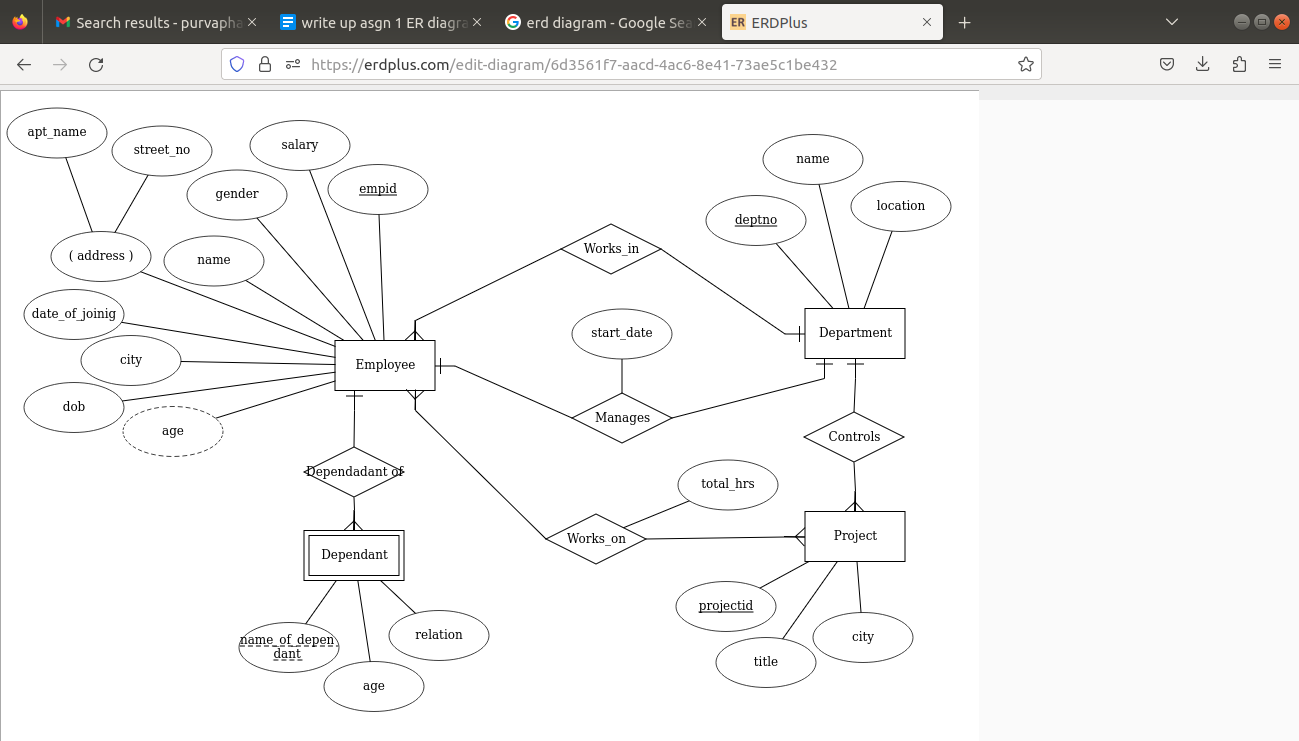 Search results - purvapha
write up asgn 1 ER diagra
erd diagram - Google Sea
ER ERDPlus
https://erdplus.com/edit-diagram/6d3561f7-aacd-4ac6-8e41-73ae5c1be432
apt_name
street_no
salary
gender
empid
( address )
name
date_of_joinig
city
dob
age
Employee
Works_in
name
deptno
location
Department
start_date
Manages
Controls
Dependadant of
total_hrs
Works_on
Project
Dependant
name_of_depen
dant
relation
age
projectid
title
city